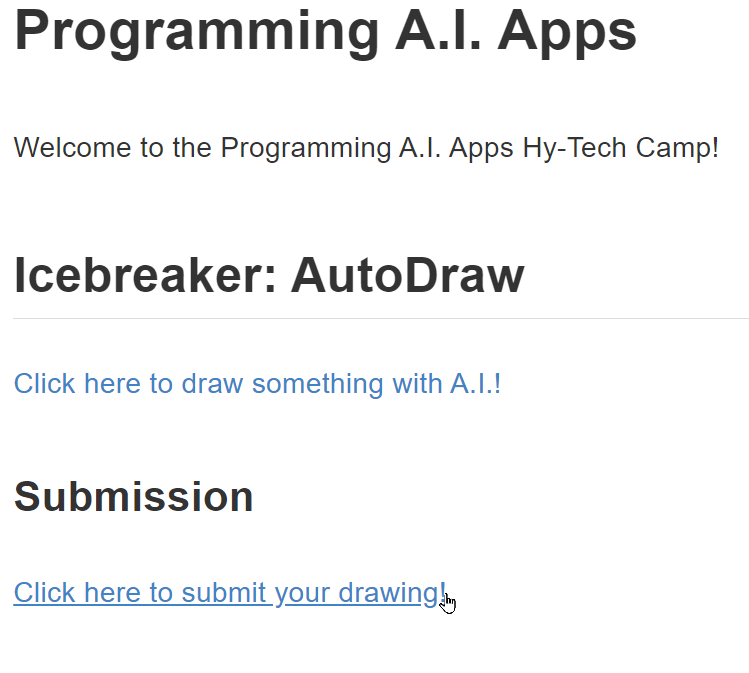 Programming A.I. Apps
Welcome to the Programming A.I. Apps Hy-Tech Camp!
Icebreaker: AutoDraw
Click here to draw something with A.I.!
Submission
Click here to submit your drawing!